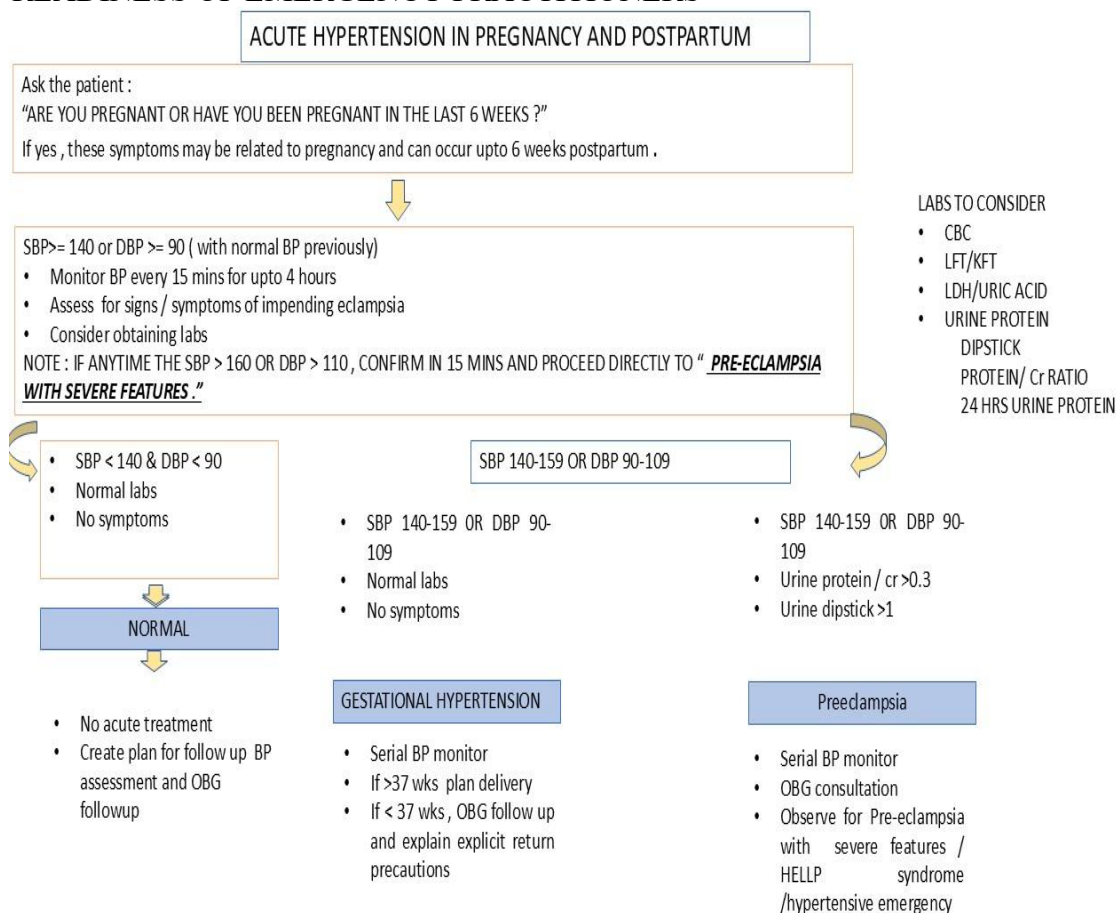 READINESS OF EMERGENCY PRACTITIONERS
ACUTE HYPERTENSION IN PREGNANCY AND POSTPARTUM
Ask the patient :
“ARE YOU PREGNANT OR HAVE YOU BEEN PREGNANT IN THE LAST 6 WEEKS ?”
If yes , these symptoms may be related to pregnancy and can occur upto 6 weeks postpartum .
LABS TO CONSIDER
• CBC
• LFT/KFT
• LDH/URIC ACID
• URINE PROTEIN
DIPSTICK
PROTEIN/ Cr RATIO
24 HRS URINE PROTEIN
SBP>= 140 or DBP >= 90 ( with normal BP previously)
• Monitor BP every 15 mins for upto 4 hours
• Assess for signs / symptoms of impending eclampsia
• Consider obtaining labs
NOTE : IF ANYTIME THE SBP > 160 OR DBP > 110 , CONFIRM IN 15 MINS AND PROCEED DIRECTLY TO “ PRE-ECLAMPSIA
WITH SEVERE FEATURES .”
• SBP < 140 & DBP < 90
• Normal labs
• No symptoms
NORMAL
• No acute treatment
• Create plan for follow up BP
assessment and OBG
followup
SBP 140-159 OR DBP 90-109
• SBP 140-159 0R DBP 90-
109
• Normal labs
• No symptoms
GESTATIONAL HYPERTENSION
• Serial BP monitor
• If >37 wks plan delivery
• If < 37 wks , OBG follow up
and explain explicit return
precautions
• SBP 140-159 0R DBP 90-
109
• Urine protein / cr >0.3
• Urine dipstick >1
Preeclampsia
• Serial BP monitor
• OBG consultation
• Observe for Pre-eclampsia
with severe features /
HELLP syndrome
/hypertensive emergency